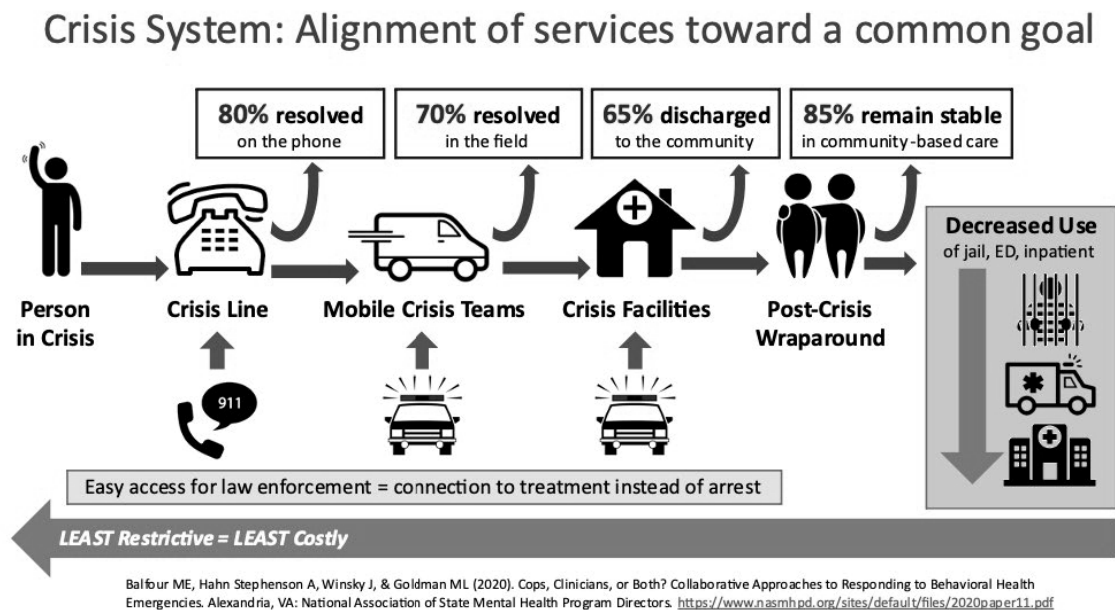 Crisis System: Alignment of services toward a common goal
80% resolved
on the phone
70% resolved
in the field
65% discharged
to the community
85% remain stable
in community-based care
Person
in Crisis
Crisis Line
Mobile Crisis Teams
Crisis Facilities
Post-Crisis
Wraparound
Decreased Use
of jail, ED, inpatient
911
Easy access for law enforcement = connection to treatment instead of arrest
LEAST Restrictive = LEAST Costly
Balfour ME, Hahn Stephenson A, Winsky J, & Goldman ML (2020). Cops, Clinicians, or Both? Collaborative Approaches to Responding to Behavioral Health
Emergencies. Alexandria, VA: National Association of State Mental Health Program Directors. https://www.nasmhpd.org/sites/default/files/2020paper11.pdf